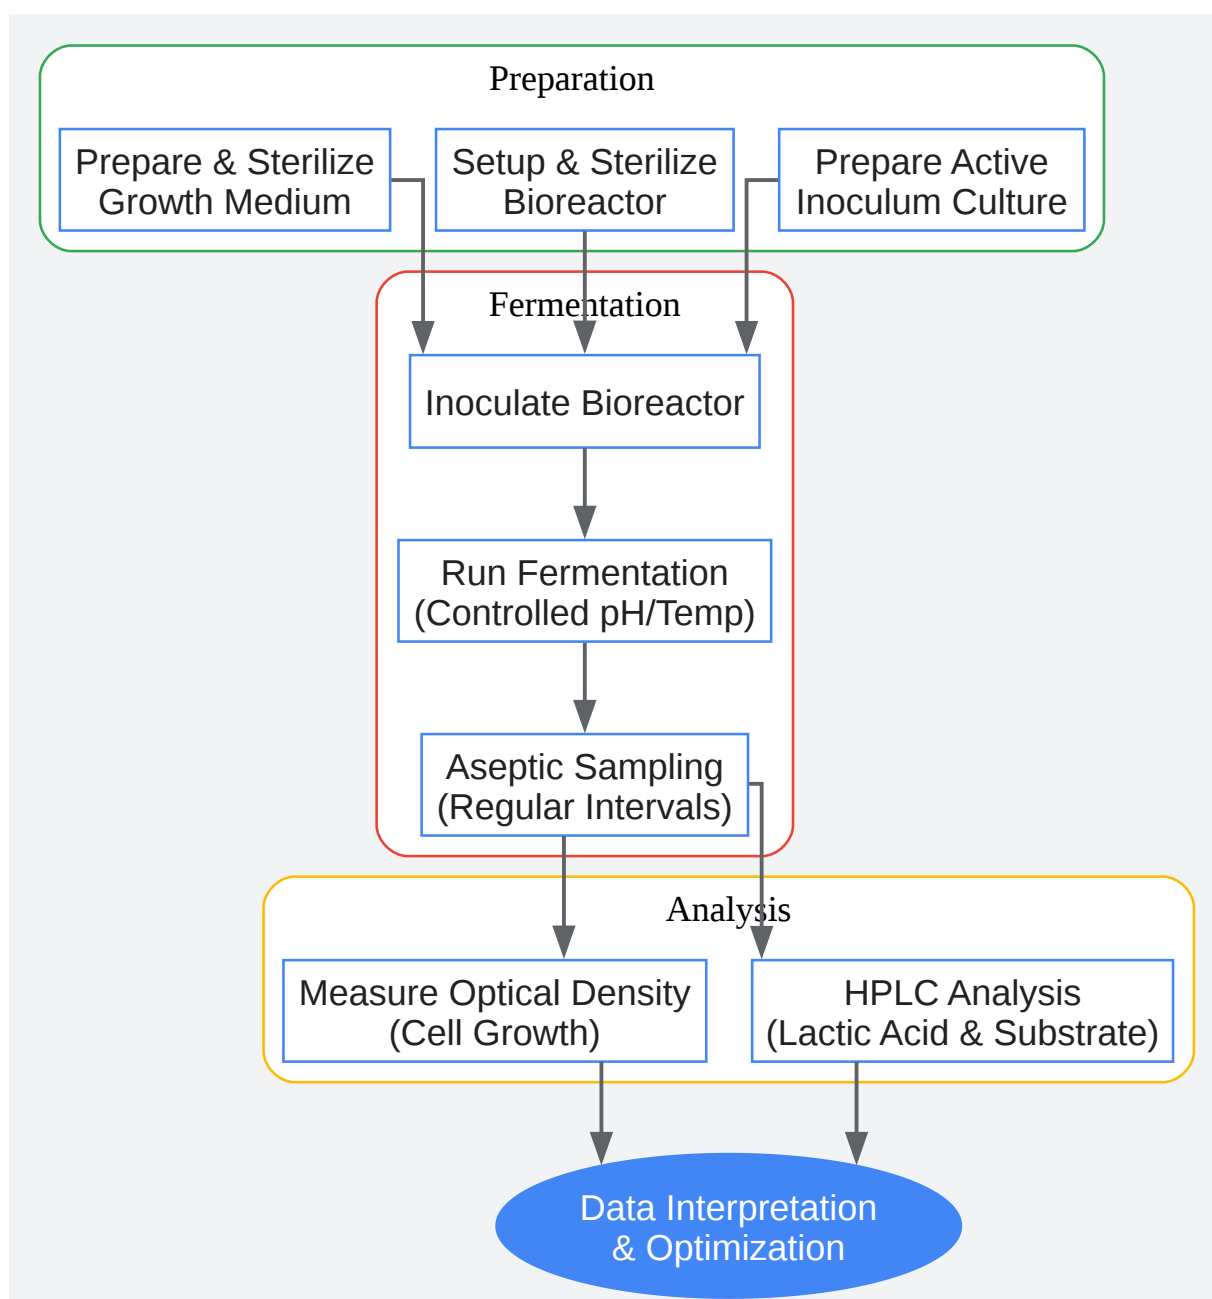 Preparation
Prepare & Sterilize
Growth Medium
Setup & Sterilize
Bioreactor
Prepare Active
Inoculum Culture
Fermentation
Inoculate Bioreactor
Run Fermentation
(Controlled pH/Temp)
Aseptic Sampling
(Regular Intervals)
Analysis
Measure Optical Density
(Cell Growth)
HPLC Analysis
(Lactic Acid & Substrate)
Data Interpretation
& Optimization